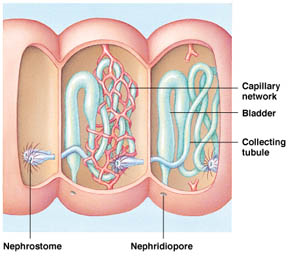 Capillary
network
Bladder
Collecting
tubule
Nephrostome
Nephridiopore